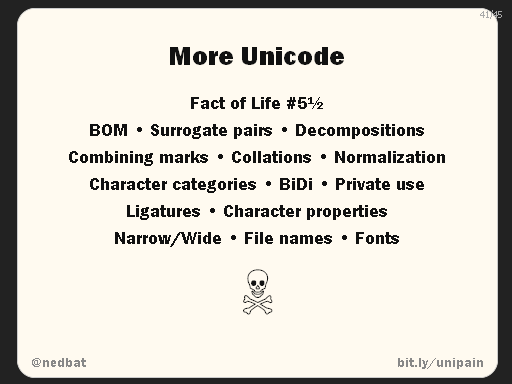 41/45
More Unicode
Fact of Life #5½
BOM • Surrogate pairs • Decompositions
Combining marks • Collations • Normalization
Character categories • BiDi • Private use
Ligatures • Character properties
Narrow/Wide • File names • Fonts
☠
@nedbat
bit.ly/unipain